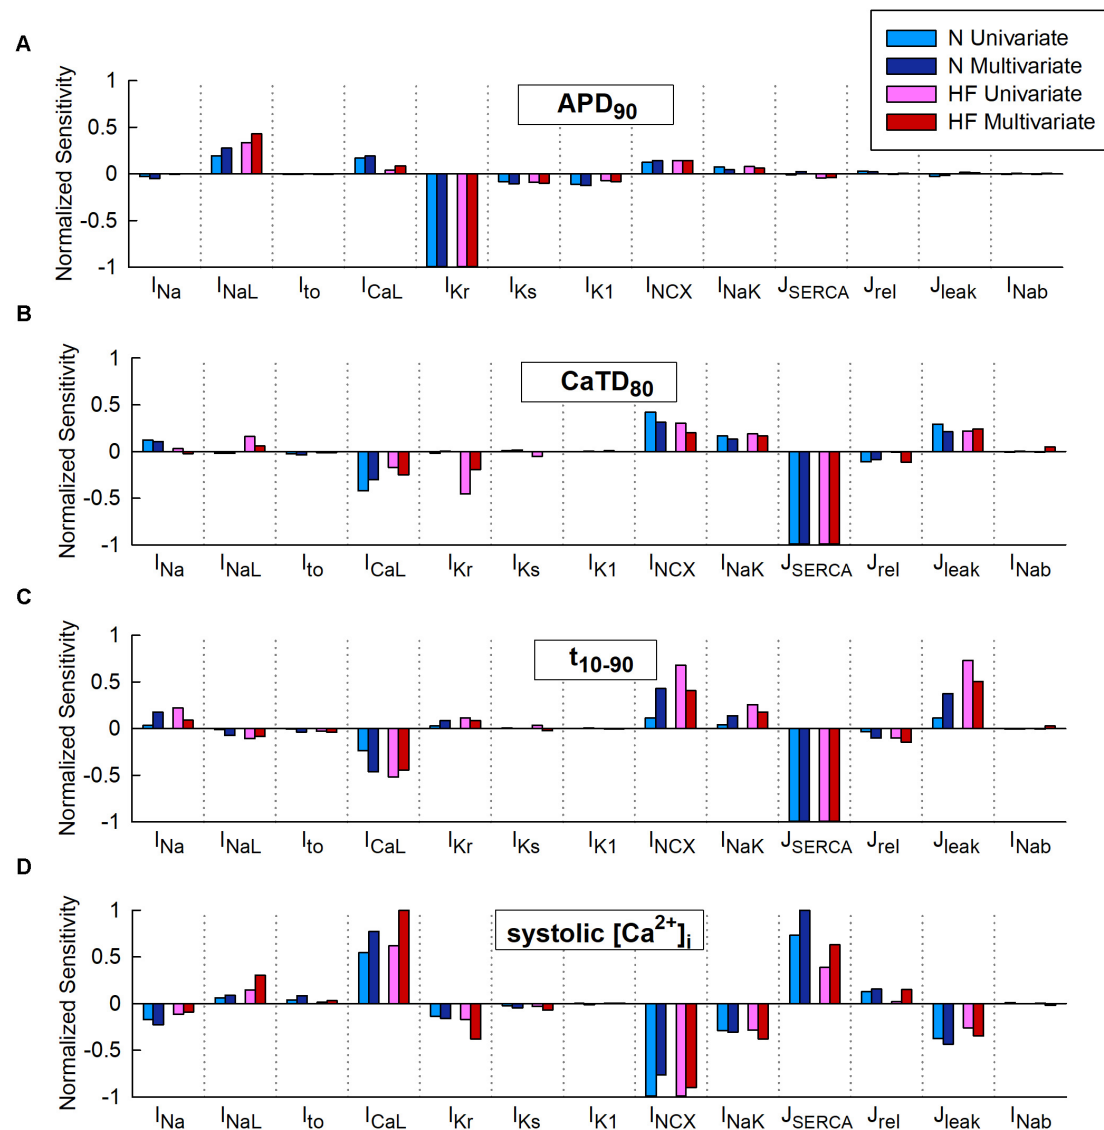 N Univariate
N Multivariate
HF Univariate
HF Multivariate
A
Normalized Sensitivity
1
0.5
0
-0.5
-1
APD90
INa INaL Ito ICaL IKr IKs IK1 INCX INaK JSERCA Jrel Jleak INab
B
Normalized Sensitivity
1
0.5
0
-0.5
-1
CaTD80
INa INaL Ito ICaL IKr IKs IK1 INCX INaK JSERCA Jrel Jleak INab
C
Normalized Sensitivity
1
0.5
0
-0.5
-1
t10-90
INa INaL Ito ICaL IKr IKs IK1 INCX INaK JSERCA Jrel Jleak INab
D
Normalized Sensitivity
1
0.5
0
-0.5
-1
systolic [Ca2+]i
INa INaL Ito ICaL IKr IKs IK1 INCX INaK JSERCA Jrel Jleak INab